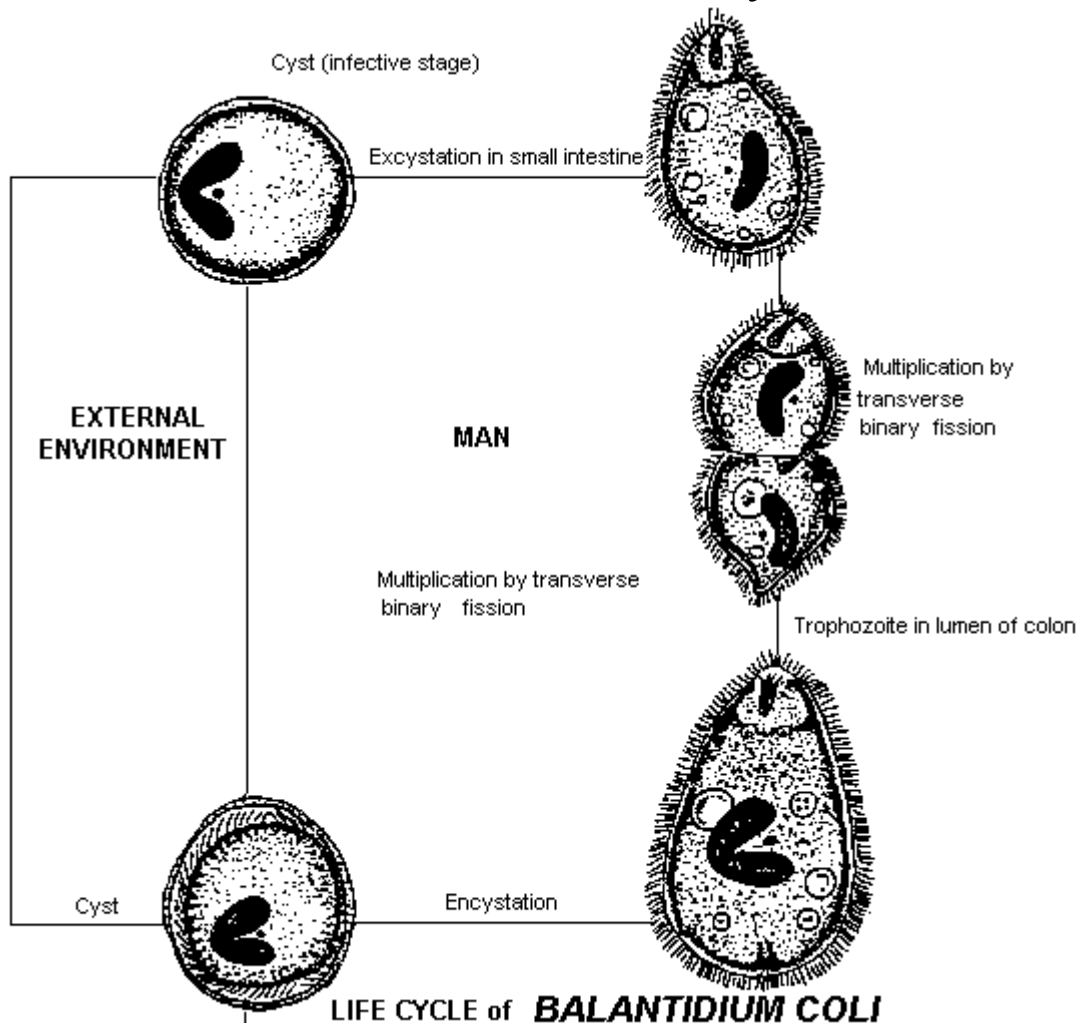 Cyst (infective stage)
Excystation in small intestine
Multiplication by
transverse
binary fission
EXTERNAL
ENVIRONMENT
MAN
Multiplication by transverse
binary fission
Trophozoite in lumen of colon
Cyst
Encystation
LIFE CYCLE of BALANTIDIUM COLI